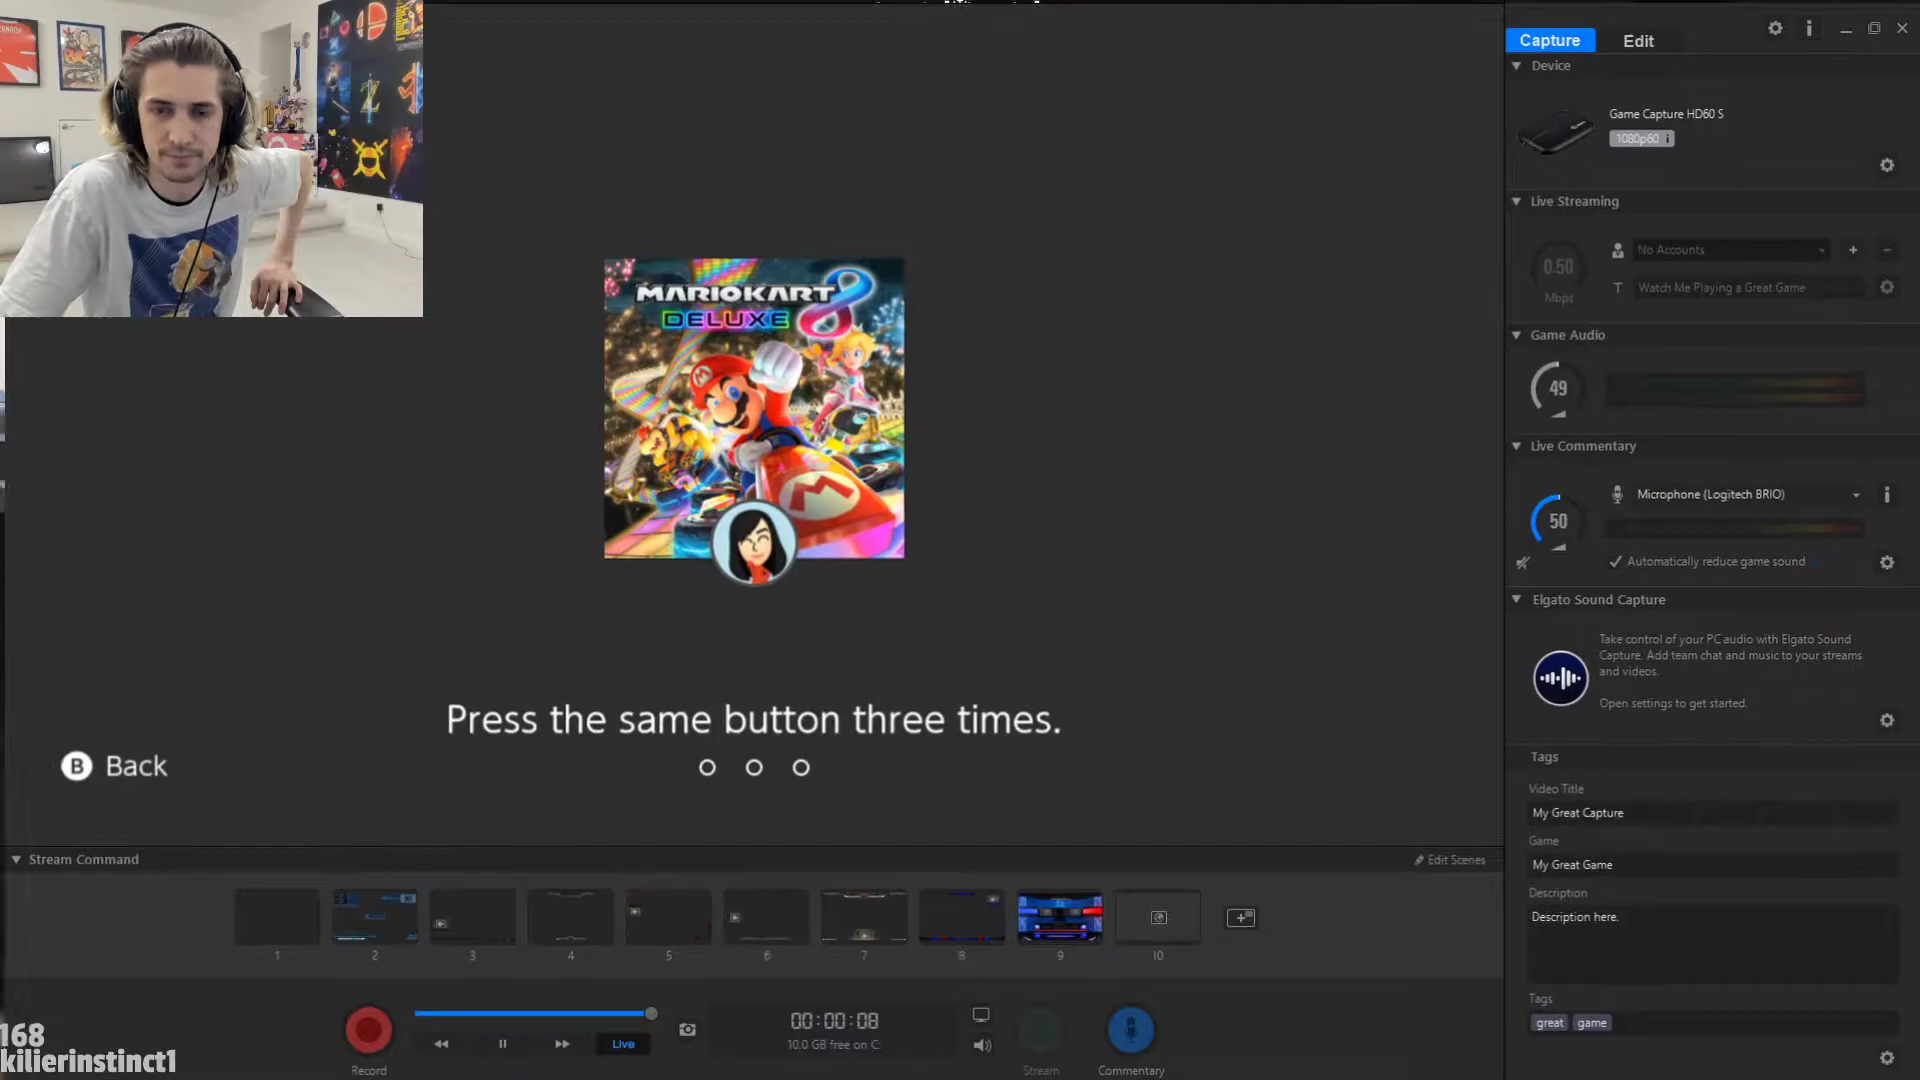 Capture
Edit
Device
Game Capture HD60 S
1080p60 i
Live Streaming
No Accounts
0.50
Mbps
T
Watch Me Playing a Great Game
Game Audio
49
Live Commentary
Microphone (Logitech BRIO)
50
Automatically reduce game sound
Elgato Sound Capture
Take control of your PC audio with Elgato Sound
Capture. Add team chat and music to your streams
and videos.
Open settings to get started.
Tags
Video Title
My Great Capture
Game
My Great Game
Description
Description here.
Tags
great game
MARIOKART 8
DELUXE
M
Press the same button three times.
B Back
Stream Command
Edit Scenes
1 2 3 4 5 6 7 8 9 10
Record
Live
00:00:08
10.0 GB free on C:
Stream
Commentary
168
killerinstinct1